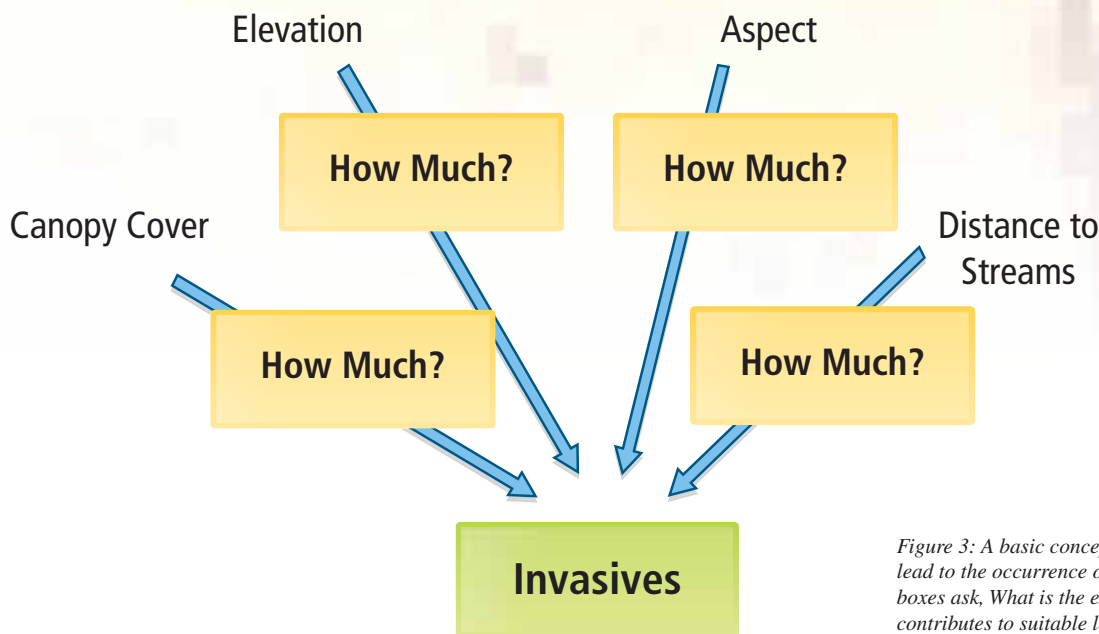 Elevation
Aspect
How Much?
How Much?
Canopy Cover
Distance to
Streams
How Much?
How Much?
Invasives
Figure 3: A basic conce
lead to the occurrence o
boxes ask, What is the e
contributes to suitable l